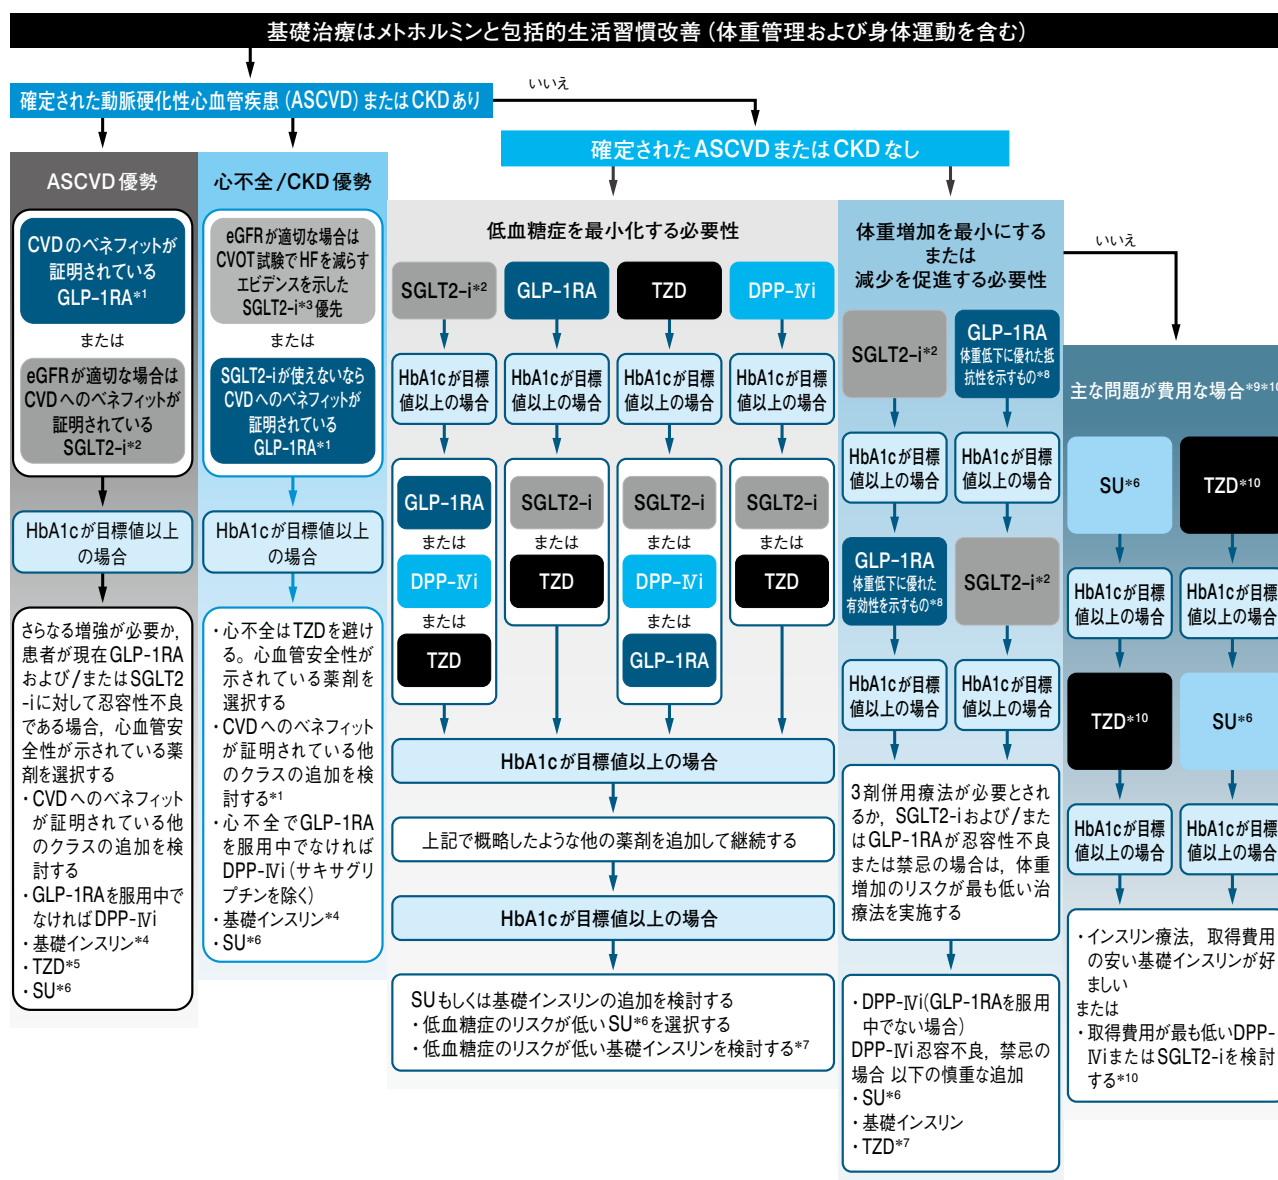 基礎治療はメトホルミンと包括的生活習慣改善（体重管理および身体運動を含む）
確定された動脈硬化性心血管疾患（ASCVD）またはCKDあり
いいえ
確定されたASCVDまたはCKDなし
ASCVD優勢
CVDのベネフィットが
証明されている
GLP-1RA*1
または
eGFRが適切な場合は
CVDへのベネフィットが
証明されている
SGLT2-i*2
HbA1cが目標値以上
の場合
さらなる増強が必要か，
患者が現在GLP-1RA
および/またはSGLT2
-iに対して忍容性不良
である場合，心血管安
全性が示されている薬
剤を選択する
・CVDへのベネフィット
が証明されている他
のクラスの追加を検
討する
・GLP-1RAを服用中で
なければDPP-Ⅳi
・基礎インスリン*4
・TZD*5
・SU*6
心不全/CKD優勢
eGFRが適切な場合は
CVOT試験でHFを減らす
エビデンスを示した
SGLT2-i*3優先
または
SGLT2-iが使えないなら
CVDへのベネフィットが
証明されている
GLP-1RA*1
HbA1cが目標値以上
の場合
・心不全はTZDを避け
る。心血管安全性が
示されている薬剤を
選択する
・CVDへのベネフィット
が証明されている他
のクラスの追加を検
討する*1
・心不全でGLP-1RA
を服用中でなければ
DPP-Ⅳi（サキサグリ
プチンを除く）
・基礎インスリン*4
・SU*6
低血糖症を最小化する必要性
SGLT2-i*2
GLP-1RA
TZD
DPP-Ⅳi
HbA1cが目標
値以上の場合
HbA1cが目標
値以上の場合
HbA1cが目標
値以上の場合
HbA1cが目標
値以上の場合
GLP-1RA
または
DPP-Ⅳi
または
TZD
SGLT2-i
または
TZD
SGLT2-i
または
DPP-Ⅳi
または
GLP-1RA
SGLT2-i
または
TZD
HbA1cが目標値以上の場合
上記で概略したような他の薬剤を追加して継続する
HbA1cが目標値以上の場合
SUもしくは基礎インスリンの追加を検討する
・低血糖症のリスクが低いSU*6を選択する
・低血糖症のリスクが低い基礎インスリンを検討する*7
体重増加を最小にする
または
減少を促進する必要性
SGLT2-i*2
HbA1cが目標
値以上の場合
GLP-1RA
体重低下に優れた
有効性を示すもの*8
HbA1cが目標
値以上の場合
GLP-1RA
体重低下に優れた抵
抗性を示すもの*8
HbA1cが目標
値以上の場合
SGLT2-i*2
HbA1cが目標
値以上の場合
3剤併用療法が必要とされ
るか，SGLT2-iおよび/また
はGLP-1RAが忍容性不良
または禁忌の場合は，体重
増加のリスクが最も低い治
療法を実施する
・DPP-Ⅳi(GLP-1RAを服用
中でない場合）
DPP-Ⅳi忍容不良，禁忌の
場合 以下の慎重な追加
・SU*6
・基礎インスリン
・TZD*7
いいえ
主な問題が費用な場合*9*10
SU*6
HbA1cが目標
値以上の場合
TZD*10
HbA1cが目標
値以上の場合
TZD*10
HbA1cが目標
値以上の場合
SU*6
HbA1cが目標
値以上の場合
・インスリン療法，取得費用
の安い基礎インスリンが好
ましい
または
・取得費用が最も低いDPP-
ⅣiまたはSGLT2-iを検討
する*10